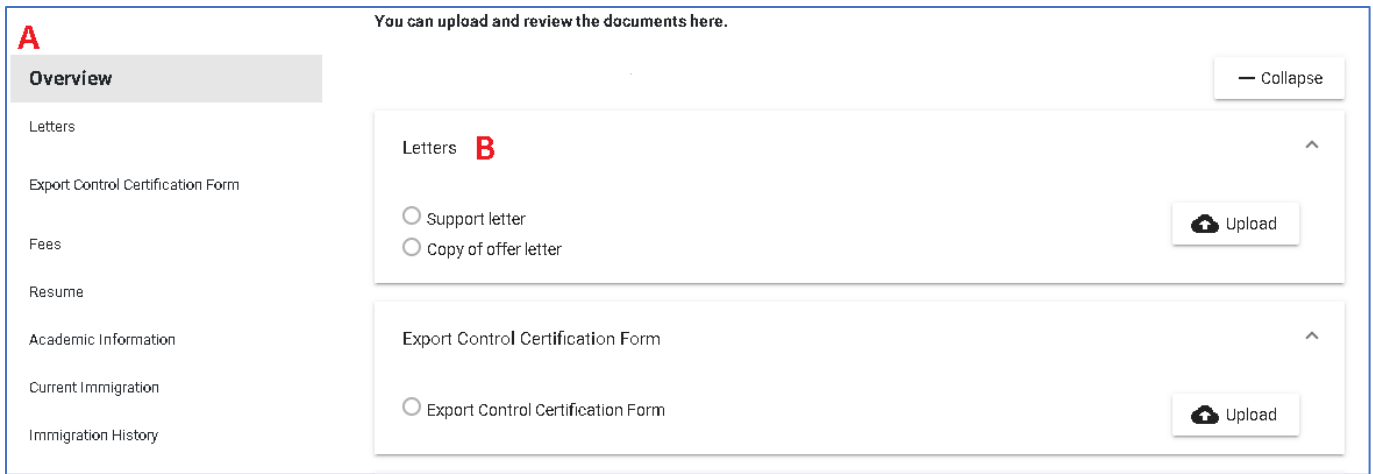 You can upload and review the documents here.
A
Overview
— Collapse
Letters
Export Control Certification Form
Fees
Resume
Academic Information
Current Immigration
Immigration History
Letters B
Support letter
Copy of offer letter
Upload
Export Control Certification Form
Export Control Certification Form
Upload